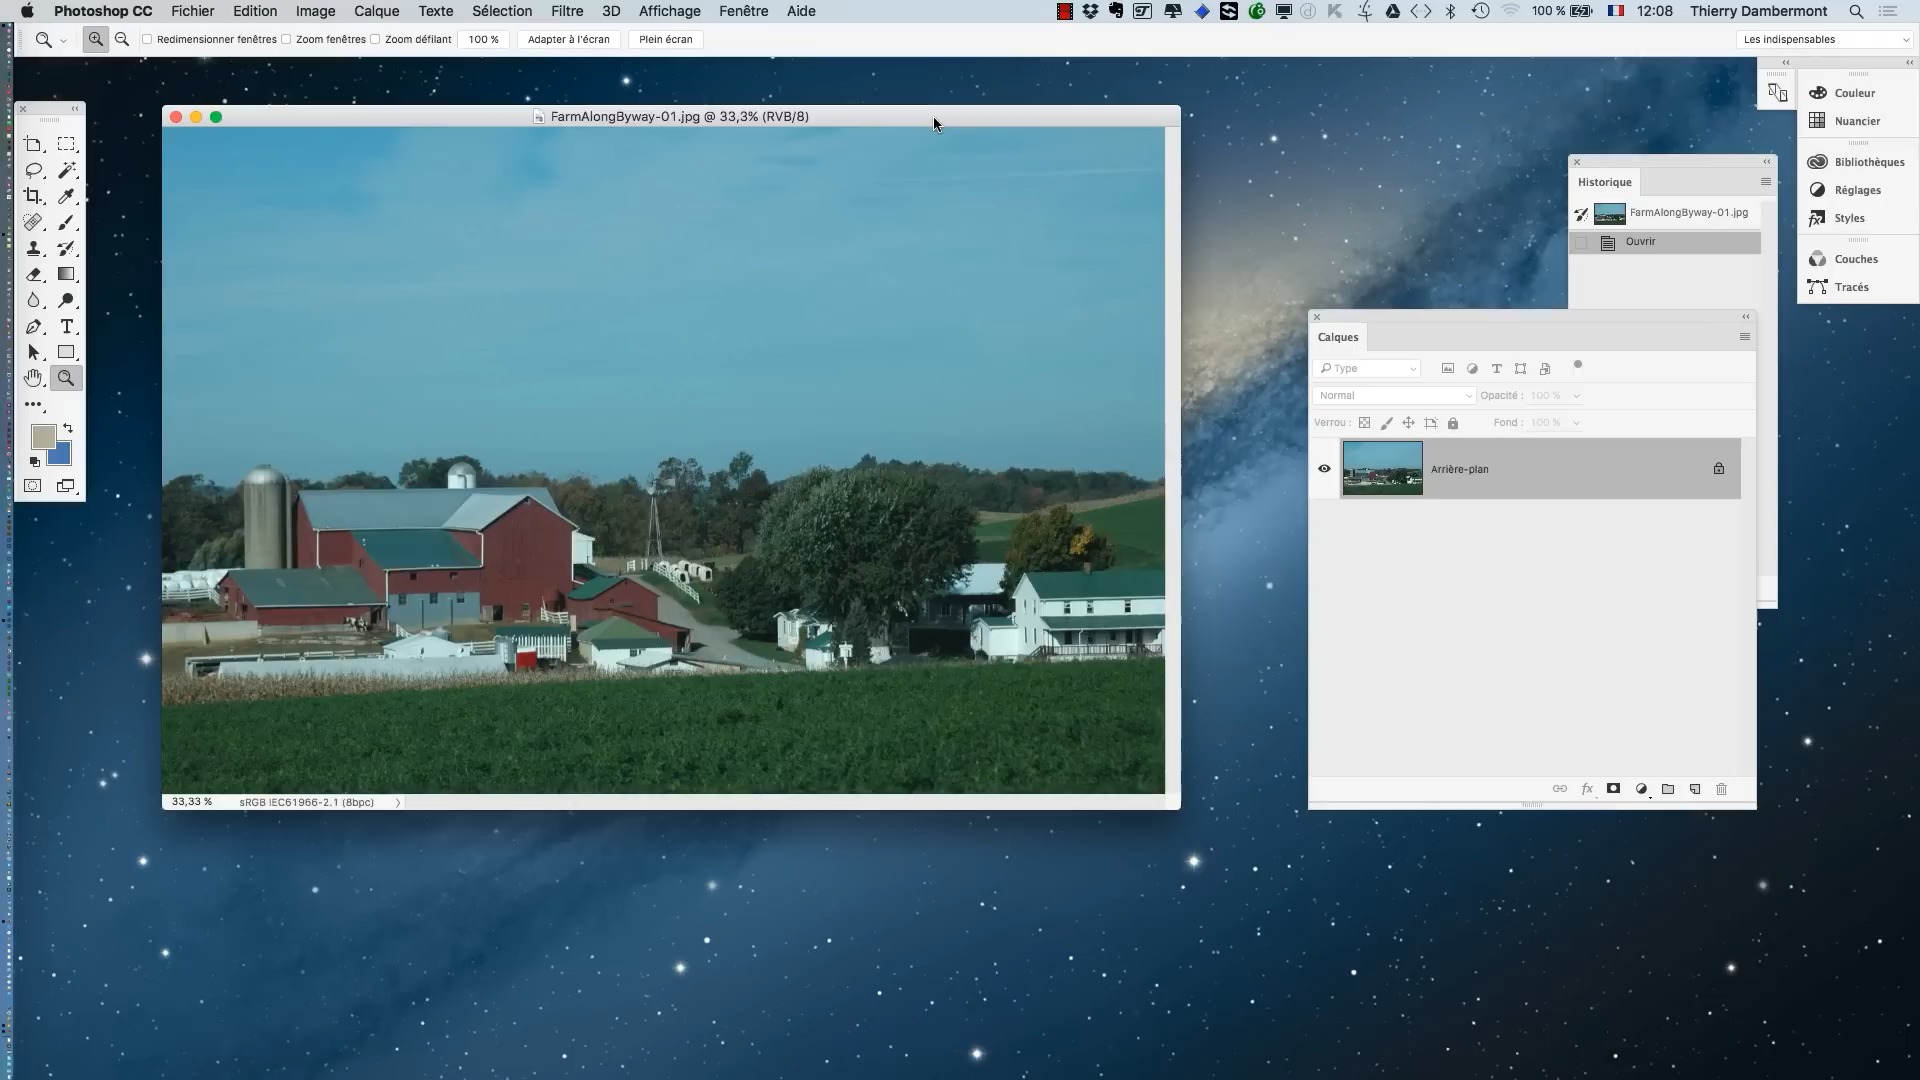 Photoshop CC Fichier Edition Image Calque Texte Sélection Filtre 3D Affichage Fenêtre Aide 100 % 12:08 Thierry Dambermont
Redimensionner fenêtres Zoom fenêtres Zoom défilant 100 % Adapter à l'écran Plein écran Les indispensables
FarmAlongByway-01.jpg @ 33,3% (RVB/8)
Couleur
Nuancier
Bibliothèques
Réglages
Styles
Couches
Tracés
Historique
FarmAlongByway-01.jpg
Ouvrir
Calques
Type
Normal Opacité : 100 %
Verrou : Fond : 100 %
Arrière-plan
fx
33,33 % sRGB IEC61966-2.1 (8bpc)